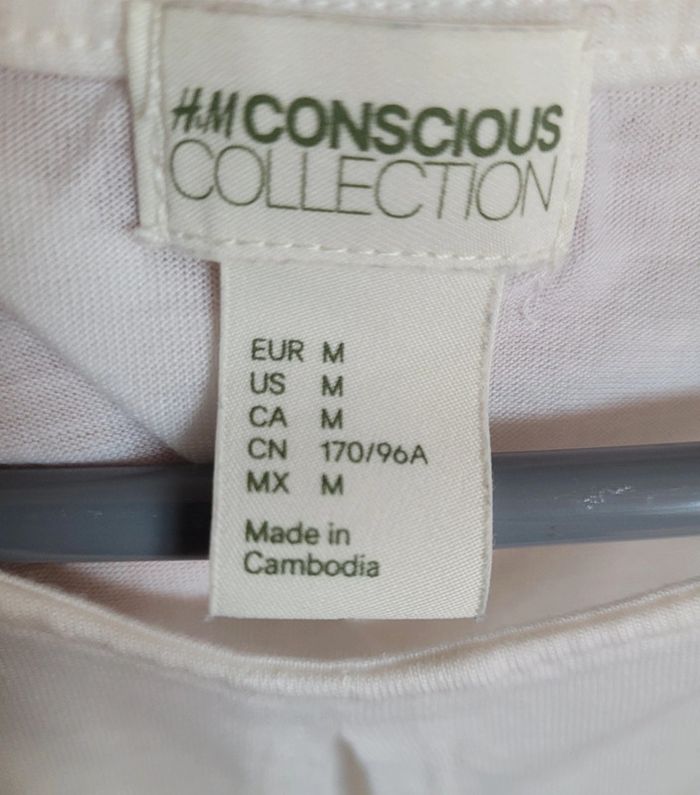 H&M CONSCIOUS
COLLECTION
EUR M
US M
CA M
CN 170/96A
MX M
Made in
Cambodia